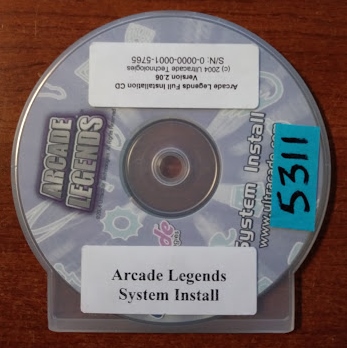 Arcade Legends Full Installation CD
Version 2.06
(c) 2004 Ultracade Technologies
S/N: 0-0000-0001-5765
ARCADE
LEGENDS
System Install
www.ultracade.com
5311
Arcade Legends
System Install